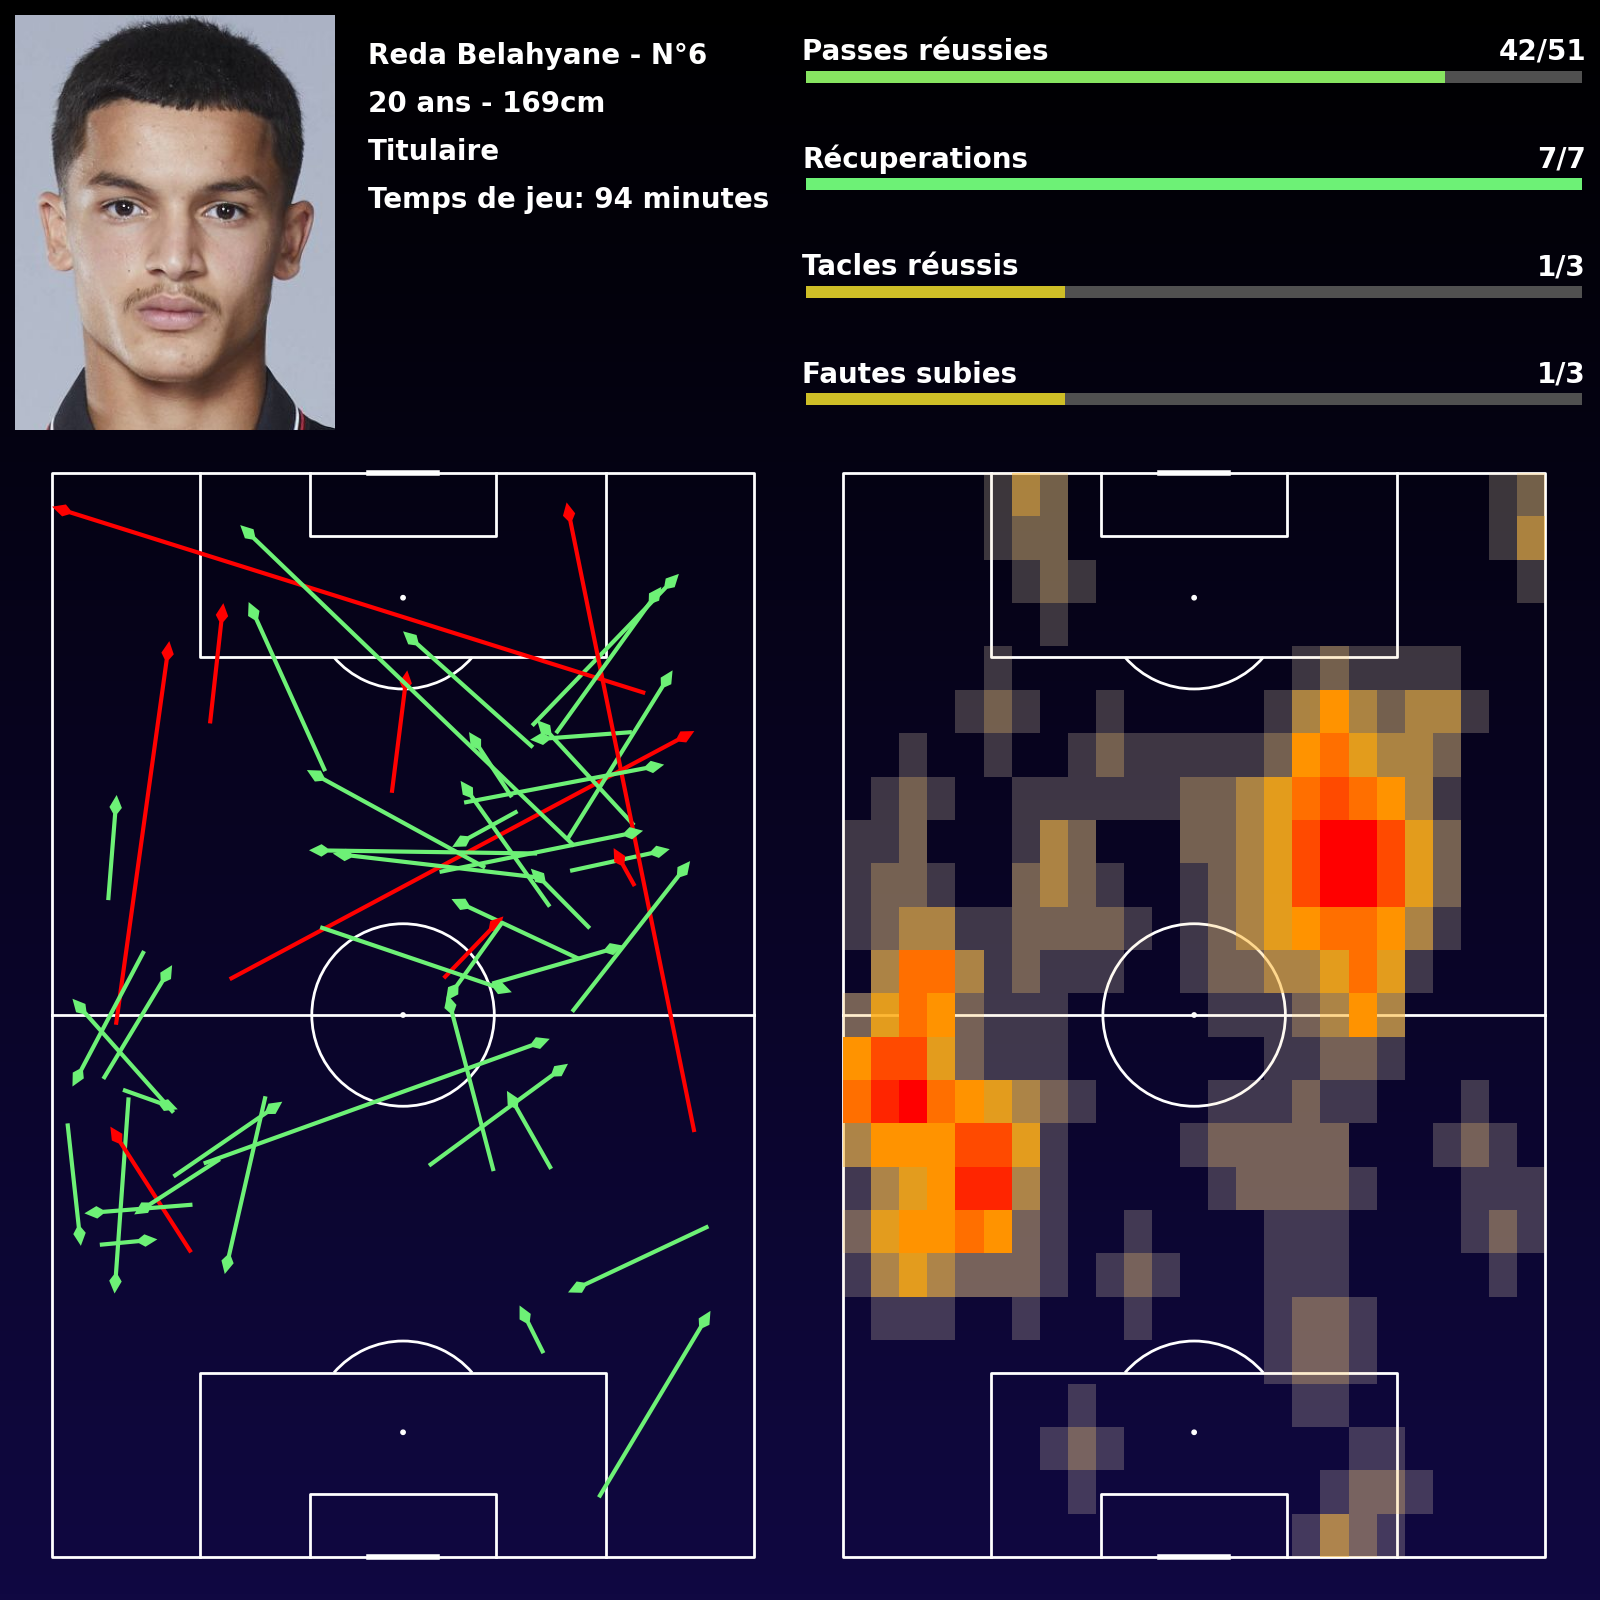 Reda Belahyane - N°6
20 ans - 169cm
Titulaire
Temps de jeu: 94 minutes
Passes réussies 42/51
Récuperations 7/7
Tacles réussis 1/3
Fautes subies 1/3